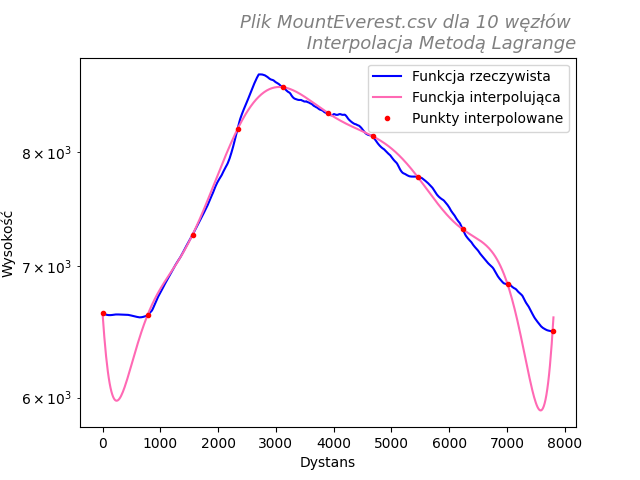 Plik MountEverest.csv dla 10 węzłów
Interpolacja Metodą Lagrange
Funkcja rzeczywista
Funckja interpolująca
Punkty interpolowane
8 × 10³
7 × 10³
6 × 10³
Wysokość
0 1000 2000 3000 4000 5000 6000 7000 8000
Dystans